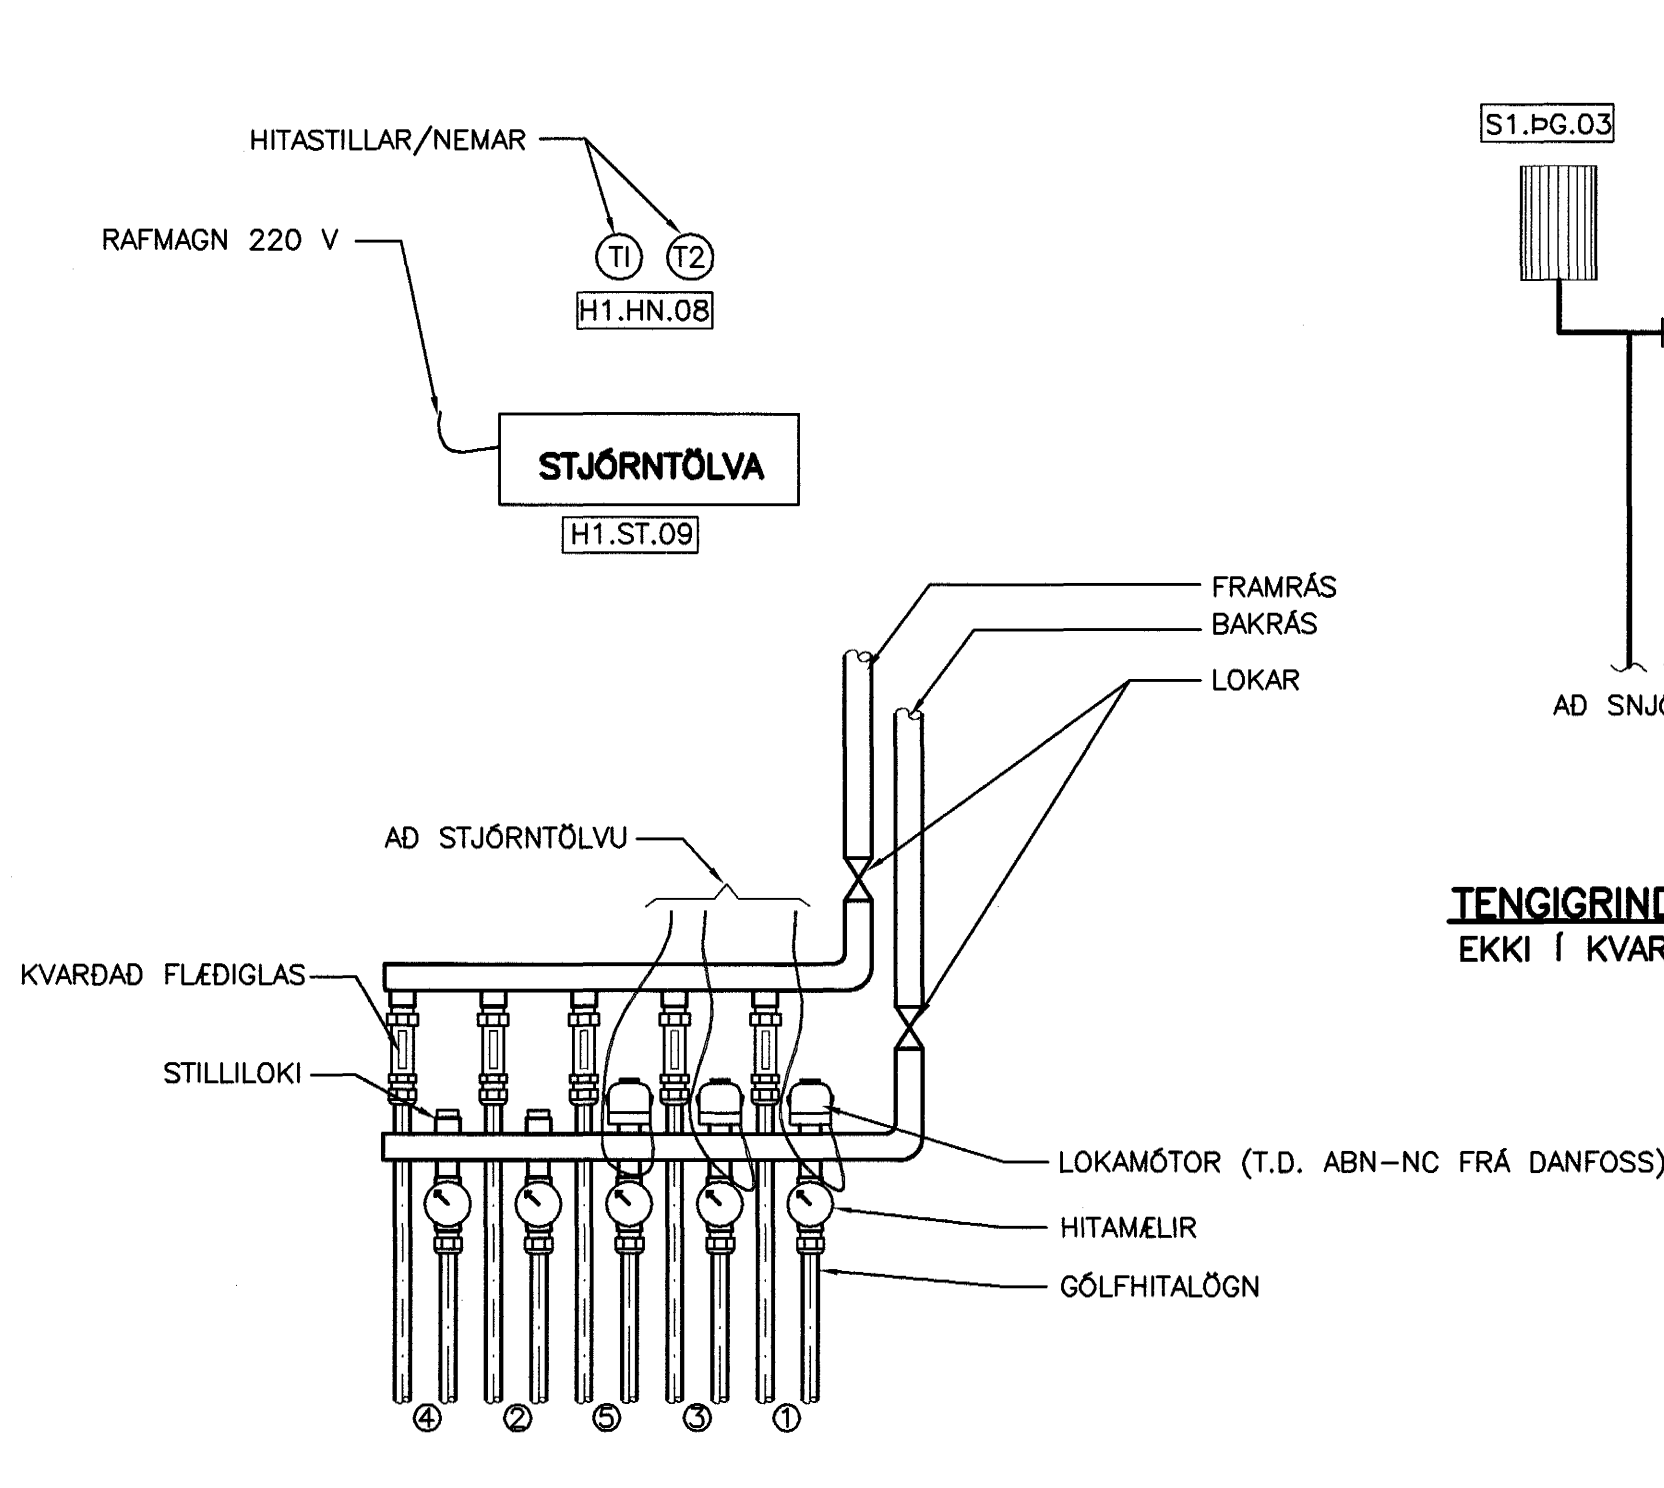 HITASTILLAR/NEMAR
RAFMAGN 220 V
T1 T2
H1.HN.08
STJÓRNTÖLVA
H1.ST.09
FRAMRÁS
BAKRÁS
LOKAR
AÐ STJÓRNTÖLVU
KVARÐAÐ FLÆÐIGLAS
STILLILOKI
LOKAMÓTOR (T.D. ABN-NC FRÁ DANFOSS)
HITAMÆLIR
GÓLFHITALÖGN
4 2 5 3 1
S1.ÞG.03
AÐ
TENGIGRIND
EKKI Í